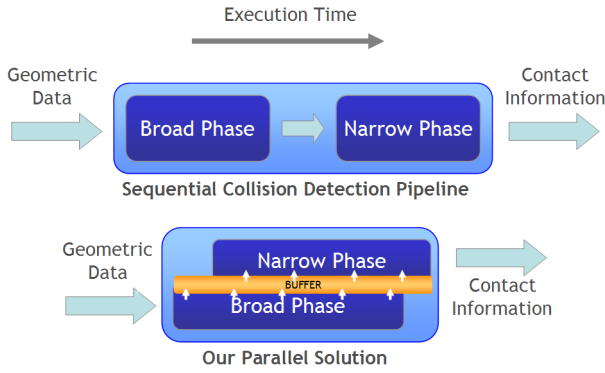 Execution Time
Geometric
Data
Broad Phase
Narrow Phase
Contact
Information
Sequential Collision Detection Pipeline
Geometric
Data
Narrow Phase
BUFFER
Broad Phase
Contact
Information
Our Parallel Solution